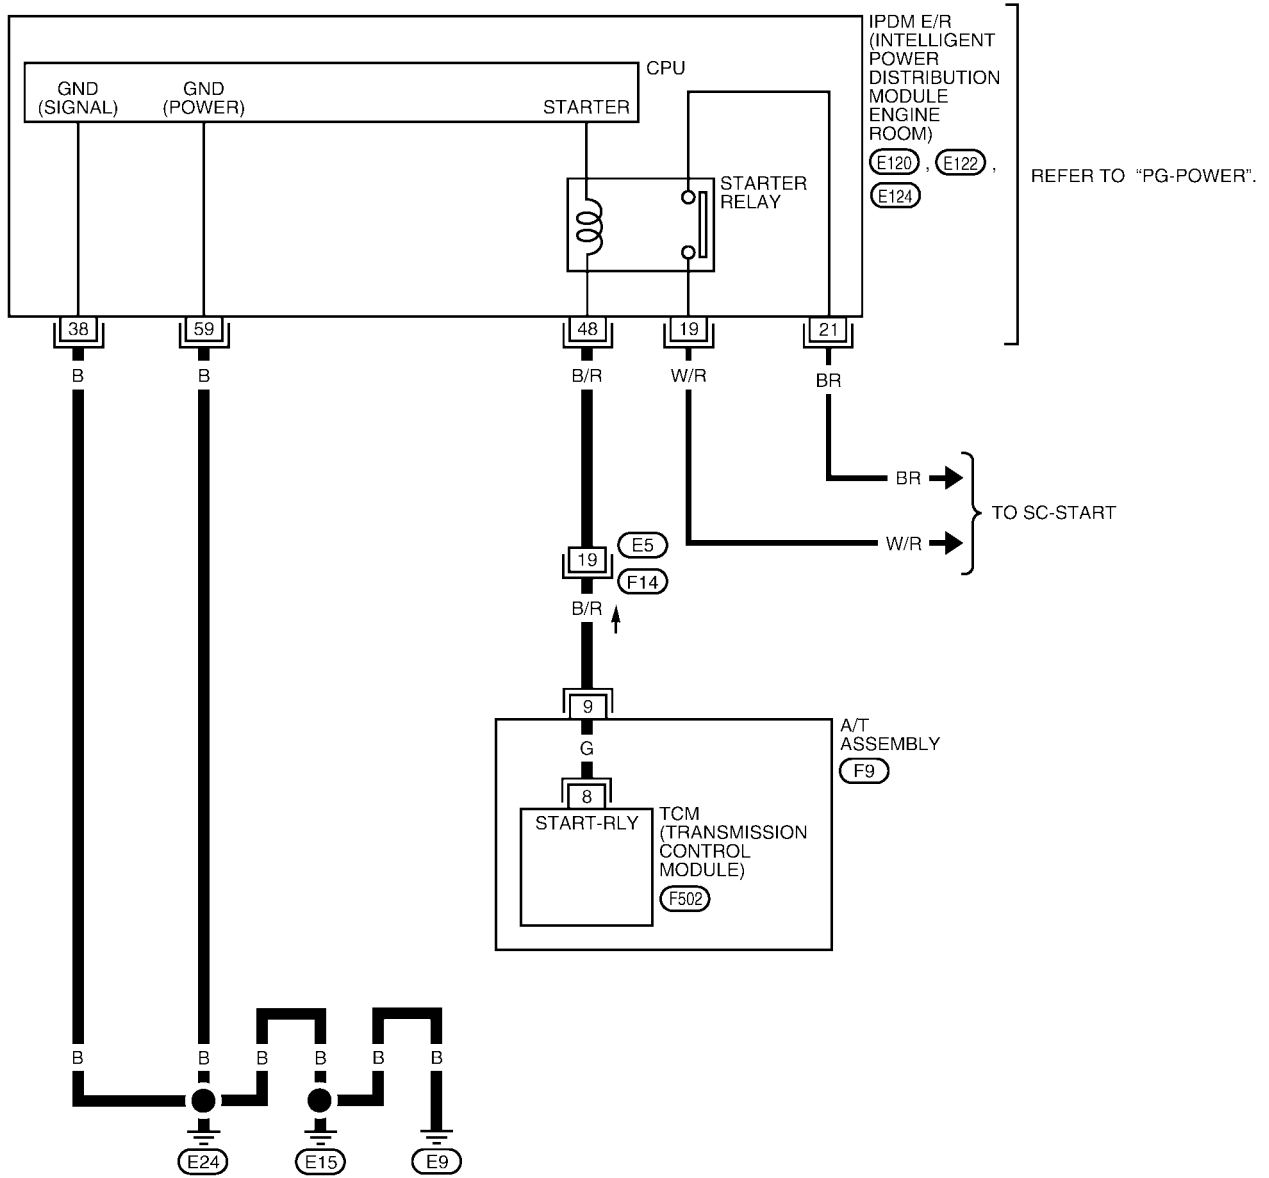 IPDM E/R
(INTELLIGENT
POWER
DISTRIBUTION
MODULE
ENGINE
ROOM)
E120 , E122 ,
E124
REFER TO "PG-POWER".
CPU
GND
(SIGNAL)
GND
(POWER)
STARTER
STARTER
RELAY
38
59
48
19
21
B
B
B/R
W/R
BR
BR
TO SC-START
W/R
19
E5
F14
B/R
9
A/T
ASSEMBLY
F9
G
8
START-RLY
TCM
(TRANSMISSION
CONTROL
MODULE)
F502
B
B
B
B
B
B
E24
E15
E9